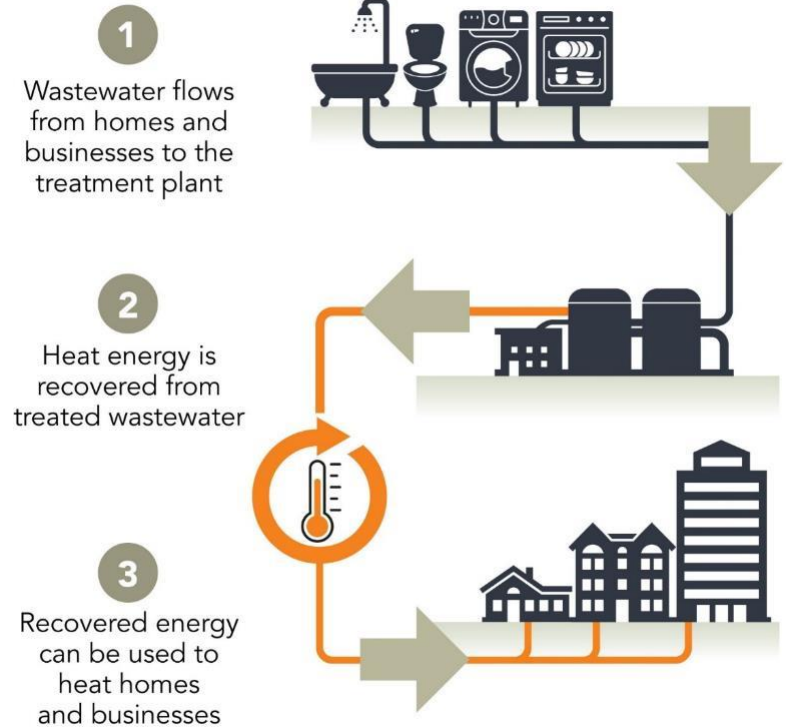 1
Wastewater flows
from homes and
businesses to the
treatment plant
2
Heat energy is
recovered from
treated wastewater
3
Recovered energy
can be used to
heat homes
and businesses